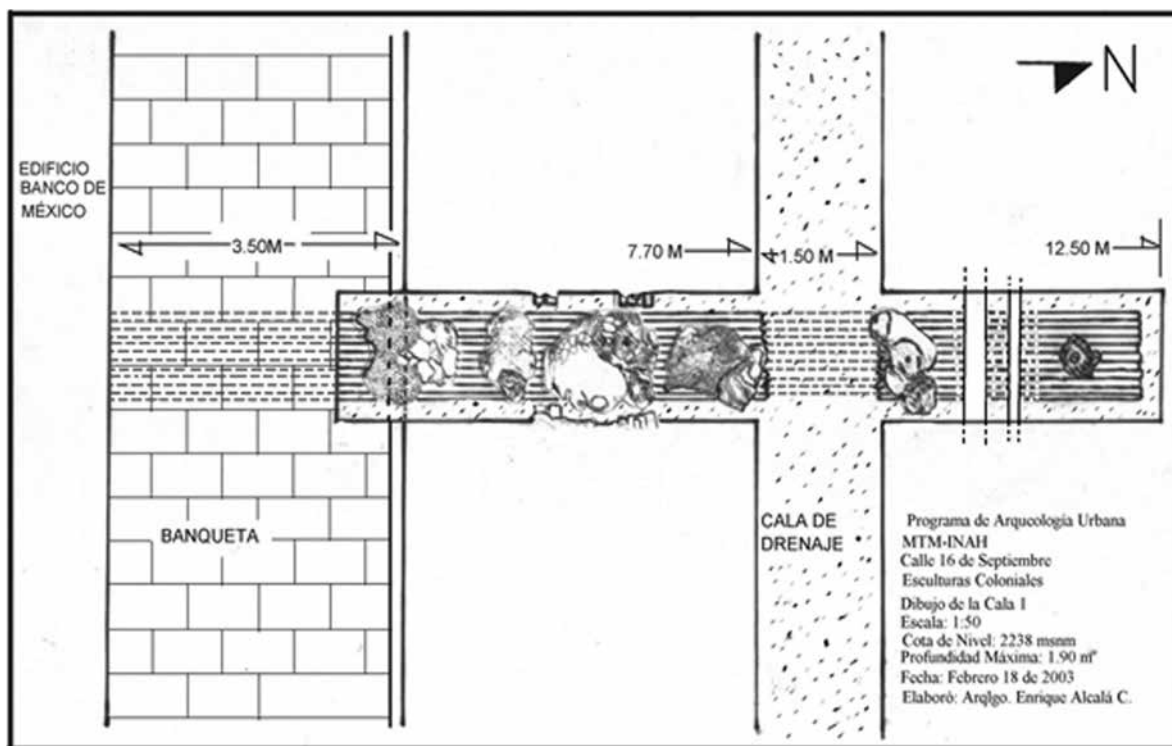 N
EDIFICIO
BANCO DE
MÉXICO
3.50M
7.70 M
1.50 M
12.50 M
BANQUETA
CALA DE
DRENAJE
Programa de Arqueología Urbana
MTM-INAH
Calle 16 de Septiembre
Esculturas Coloniales
Dibujo de la Cala 1
Escala: 1:50
Cota de Nivel: 2238 msnm
Profundidad Máxima: 1.90 m
Fecha: Febrero 18 de 2003
Elaboró: Arqlgo. Enrique Alcalá C.